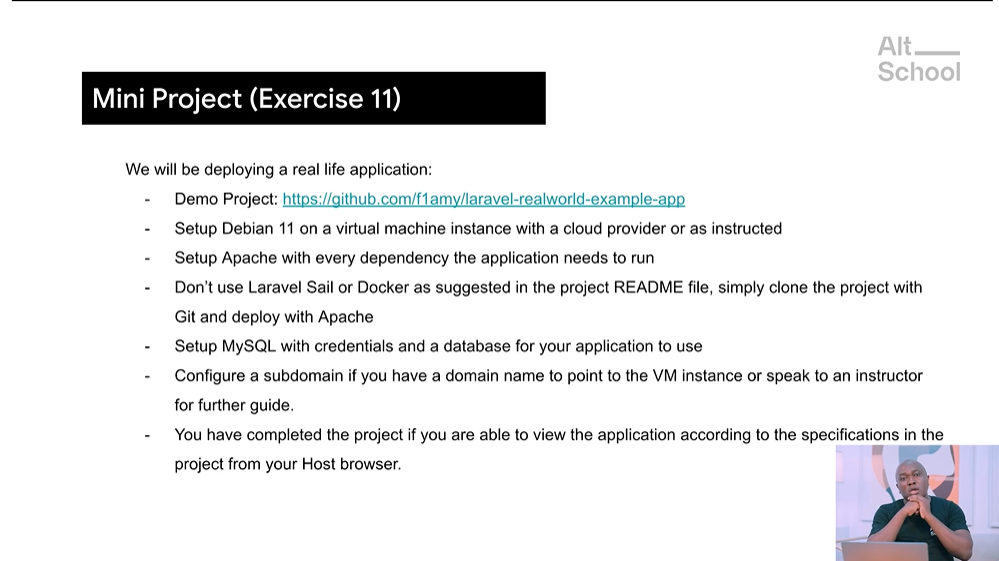 Alt
School
Mini Project (Exercise 11)
We will be deploying a real life application:
- Demo Project: https://github.com/f1amy/laravel-realworld-example-app
- Setup Debian 11 on a virtual machine instance with a cloud provider or as instructed
- Setup Apache with every dependency the application needs to run
- Don’t use Laravel Sail or Docker as suggested in the project README file, simply clone the project with
Git and deploy with Apache
- Setup MySQL with credentials and a database for your application to use
- Configure a subdomain if you have a domain name to point to the VM instance or speak to an instructor
for further guide.
- You have completed the project if you are able to view the application according to the specifications in the
project from your Host browser.